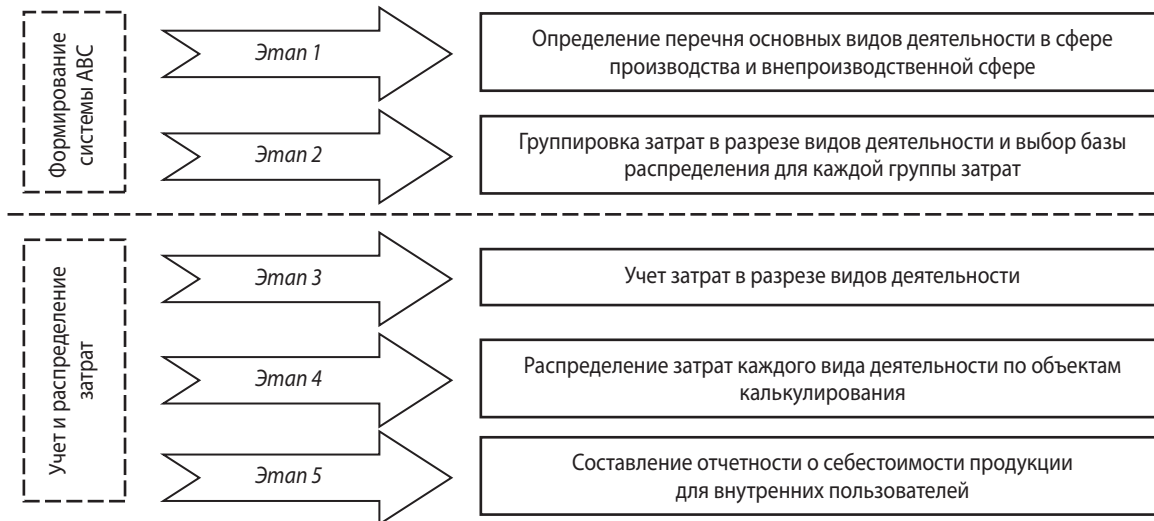 Формирование
системы АВС
Этап 1
Определение перечня основных видов деятельности в сфере
производства и внепроизводственной сфере
Этап 2
Группировка затрат в разрезе видов деятельности и выбор базы
распределения для каждой группы затрат
Учет и распределение
затрат
Этап 3
Учет затрат в разрезе видов деятельности
Этап 4
Распределение затрат каждого вида деятельности по объектам
калькулирования
Этап 5
Составление отчетности о себестоимости продукции
для внутренних пользователей